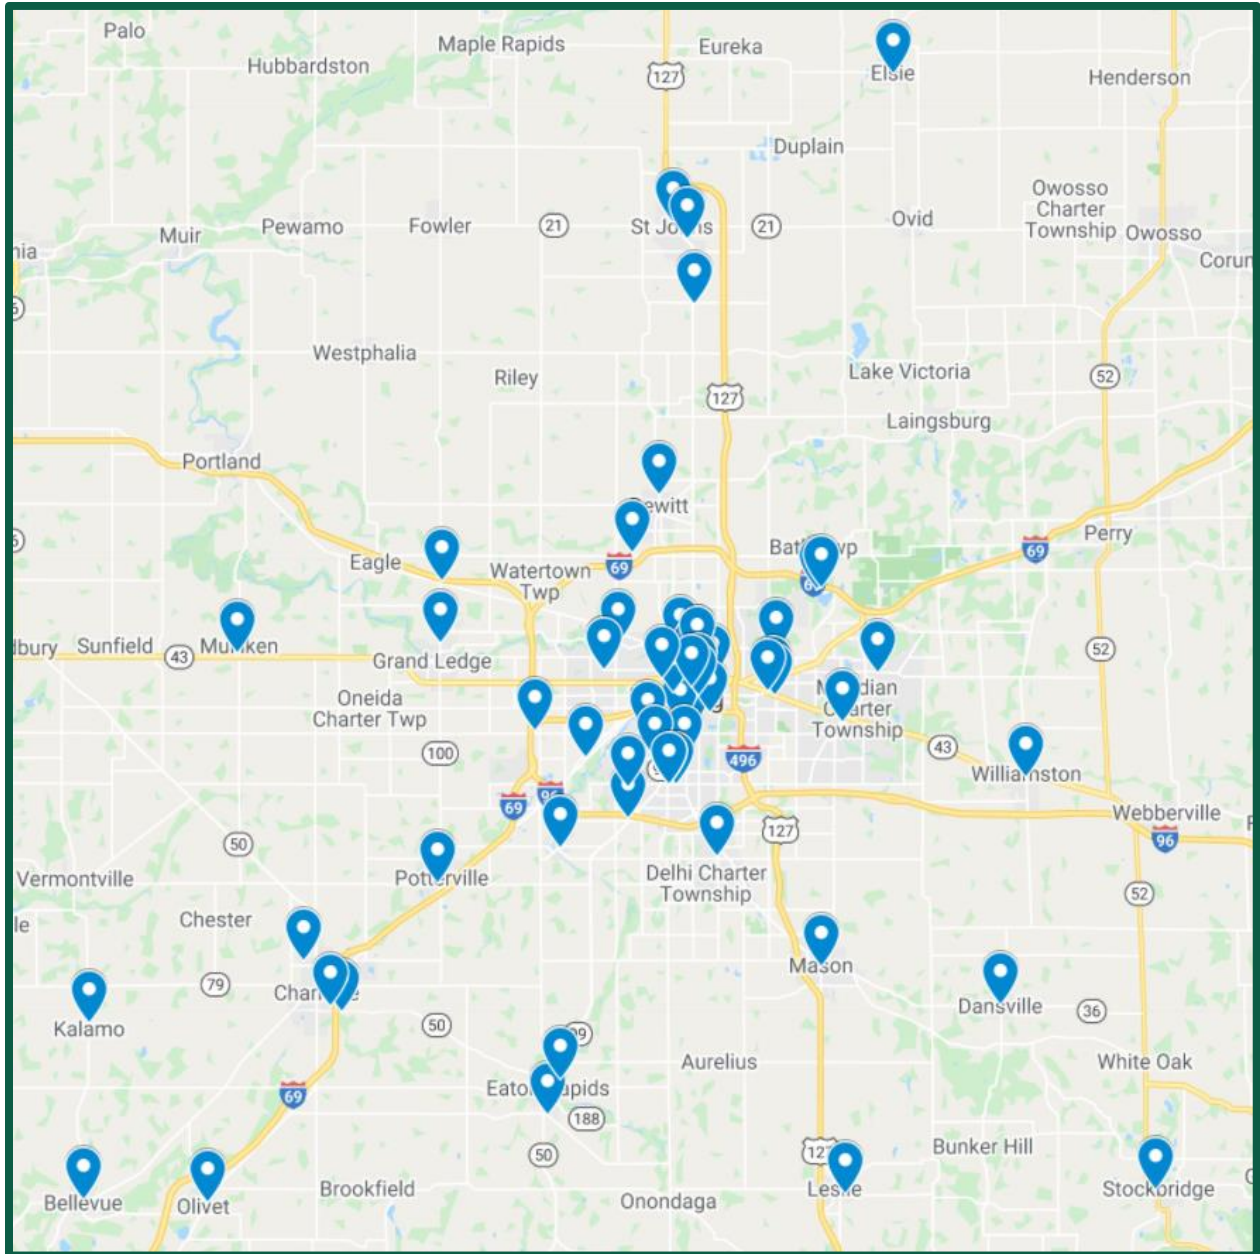 Palo
Maple Rapids
Eureka
Hubbardston
127
Elsie
Henderson
Duplain
Owosso
Charter
Township
Owosso
Ovid
Muir
Pewamo
Fowler
21
21
Westphalia
Riley
127
Lake Victoria
52
Laingsburg
Portland
Perry
69
Eagle
Watertown
Twp
69
Sunfield
43
Grand Ledge
52
Oneida
Charter Twp
Charter
Township
100
496
43
Williamston
69
Webberville
96
127
50
Vermontville
Potterville
Delhi Charter
Township
52
Chester
Mason
79
Dansville
36
Kalamo
50
Aurelius
White Oak
69
188
50
Bunker Hill
Bellevue
Olivet
Brookfield
Onondaga
Leslie
Stockbridge